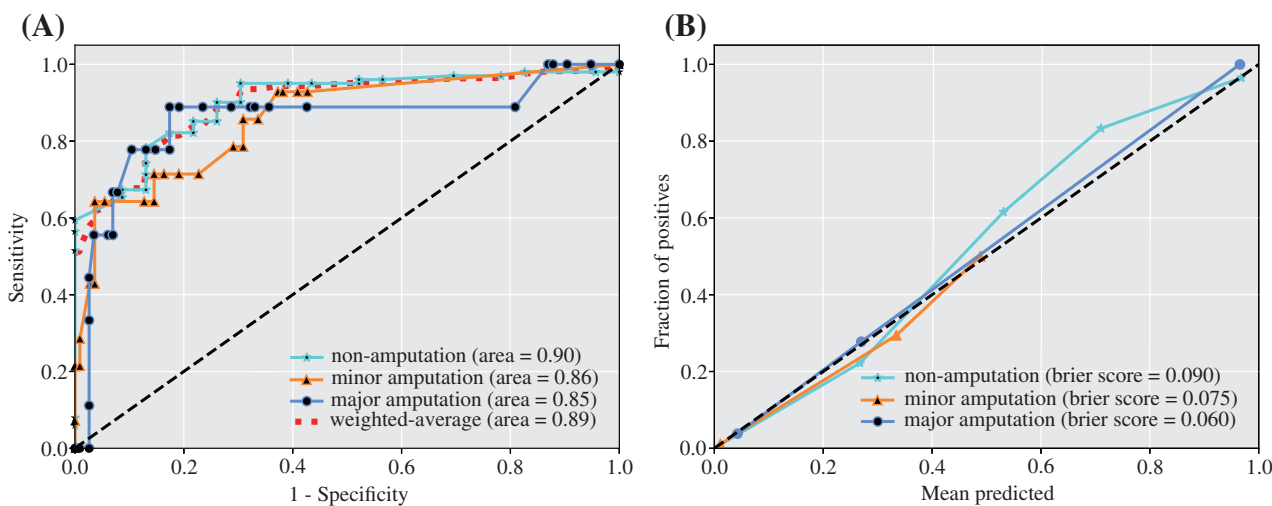 (A)
1.0
0.8
0.6
0.4
0.2
0.0
Sensitivity
non-amputation (area = 0.90)
minor amputation (area = 0.86)
major amputation (area = 0.85)
weighted-average (area = 0.89)
0.0 0.2 0.4 0.6 0.8 1.0
1 - Specificity
(B)
1.0
0.8
0.6
0.4
0.2
0.0
Fraction of positives
non-amputation (brier score = 0.090)
minor amputation (brier score = 0.075)
major amputation (brier score = 0.060)
0.0 0.2 0.4 0.6 0.8 1.0
Mean predicted